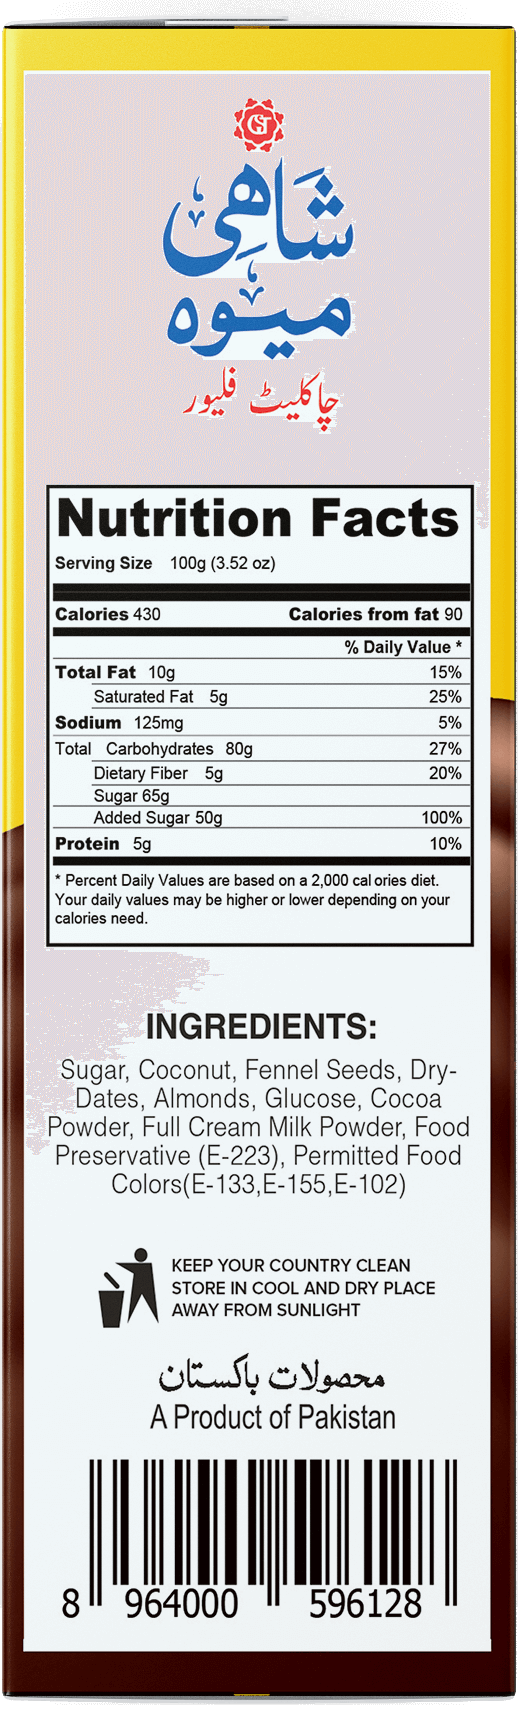 GST
شاهی
میوہ
چاکلیٹ فلیور
Nutrition Facts
Serving Size 100g (3.52 oz)
Calories 430 Calories from fat 90
% Daily Value *
Total Fat 10g 15%
Saturated Fat 5g 25%
Sodium 125mg 5%
Total Carbohydrates 80g 27%
Dietary Fiber 5g 20%
Sugar 65g
Added Sugar 50g 100%
Protein 5g 10%
* Percent Daily Values are based on a 2,000 calories diet.
Your daily values may be higher or lower depending on your
calories need.
INGREDIENTS:
Sugar, Coconut, Fennel Seeds, Dry-
Dates, Almonds, Glucose, Cocoa
Powder, Full Cream Milk Powder, Food
Preservative (E-223), Permitted Food
Colors(E-133,E-155,E-102)
KEEP YOUR COUNTRY CLEAN
STORE IN COOL AND DRY PLACE
AWAY FROM SUNLIGHT
محصولات باکستان
A Product of Pakistan
8 964000 596128